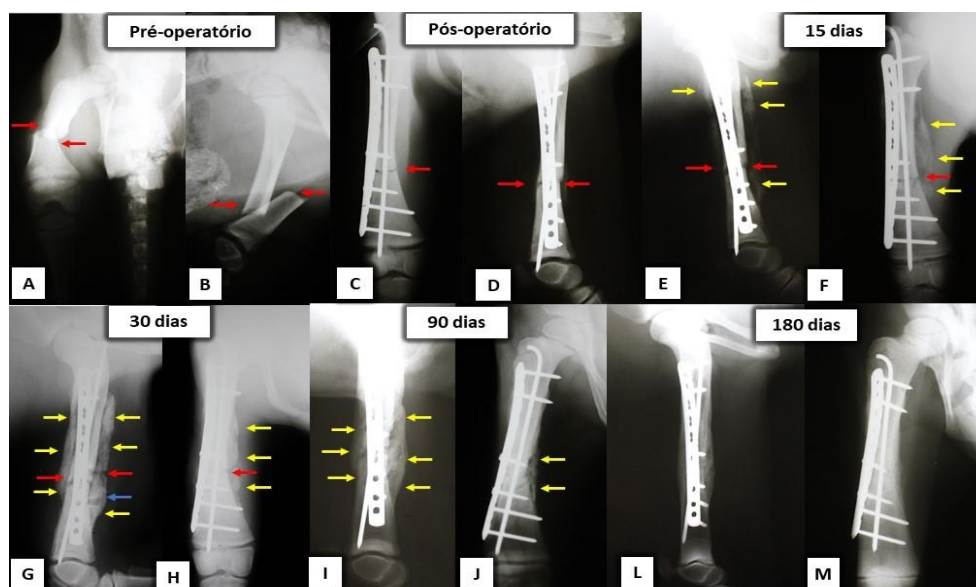 Pré-operatório
Pós-operatório
15 dias
A
B
C
D
E
F
30 dias
90 dias
180 dias
G
H
I
J
L
M